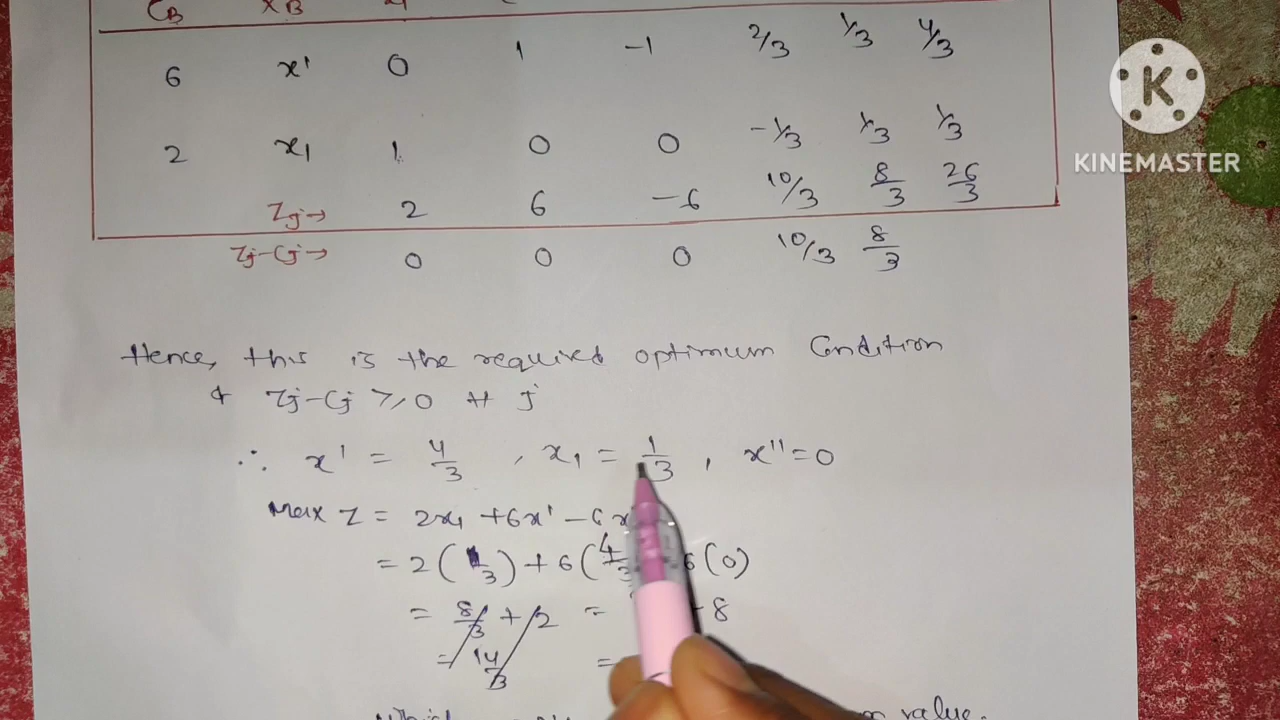 CB XB
6 x' 0 1 -1 2/3 1/3 4/3
2 x1 1 0 0 -1/3 1/3 1/3
Zj→ 2 6 -6 10/3 8/3 26/3
Zj-Cj→ 0 0 0 10/3 8/3
KINEMASTER
Hence, this is the required optimum Condition
& Zj-Cj ≥0 ∀ j
∴ x' = 4/3 , x1 = 1/3 , x''=0
Max Z = 2x1 +6x' -6x
= 2(1/3) + 6(4/3 6(0)
= 8/3 + 2 = 8
= 14/3 =
value.